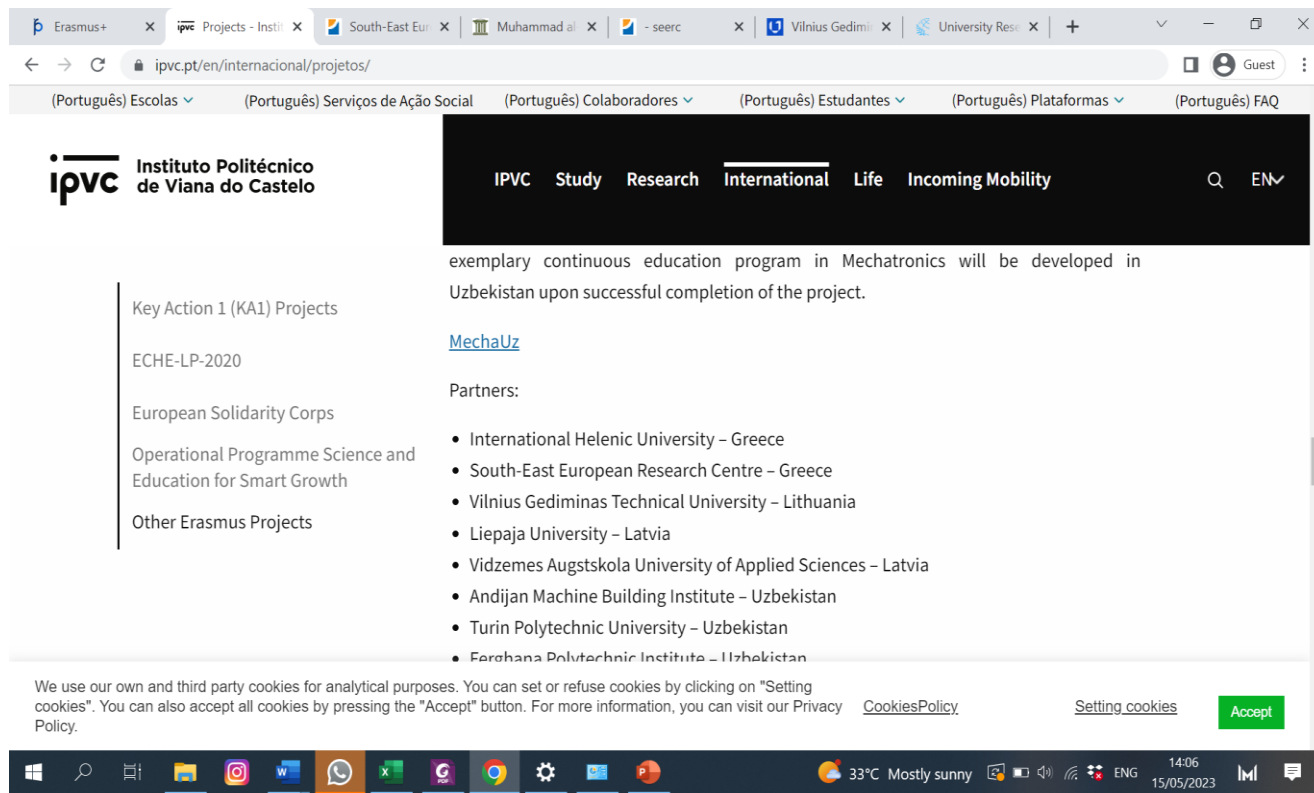 Erasmus+
ipvc Projects - Instit
South-East Eur
Muhammad al
- seerc
Vilnius Gedimi
University Rese
ipvc.pt/en/internacional/projetos/
Guest
(Português) Escolas
(Português) Serviços de Ação Social
(Português) Colaboradores
(Português) Estudantes
(Português) Plataformas
(Português) FAQ
ipvc
Instituto Politécnico
de Viana do Castelo
IPVC Study Research International Life Incoming Mobility
EN
exemplary continuous education program in Mechatronics will be developed in
Uzbekistan upon successful completion of the project.
Key Action 1 (KA1) Projects
ECHE-LP-2020
European Solidarity Corps
Operational Programme Science and
Education for Smart Growth
Other Erasmus Projects
MechaUz
Partners:
• International Helenic University – Greece
• South-East European Research Centre – Greece
• Vilnius Gediminas Technical University – Lithuania
• Liepaja University – Latvia
• Vidzemes Augstskola University of Applied Sciences – Latvia
• Andijan Machine Building Institute – Uzbekistan
• Turin Polytechnic University – Uzbekistan
• Ferghana Polytechnic Institute – Uzbekistan
We use our own and third party cookies for analytical purposes. You can set or refuse cookies by clicking on "Setting
cookies". You can also accept all cookies by pressing the "Accept" button. For more information, you can visit our Privacy
Policy.
CookiesPolicy
Setting cookies
Accept
33°C Mostly sunny
ENG
14:06
15/05/2023